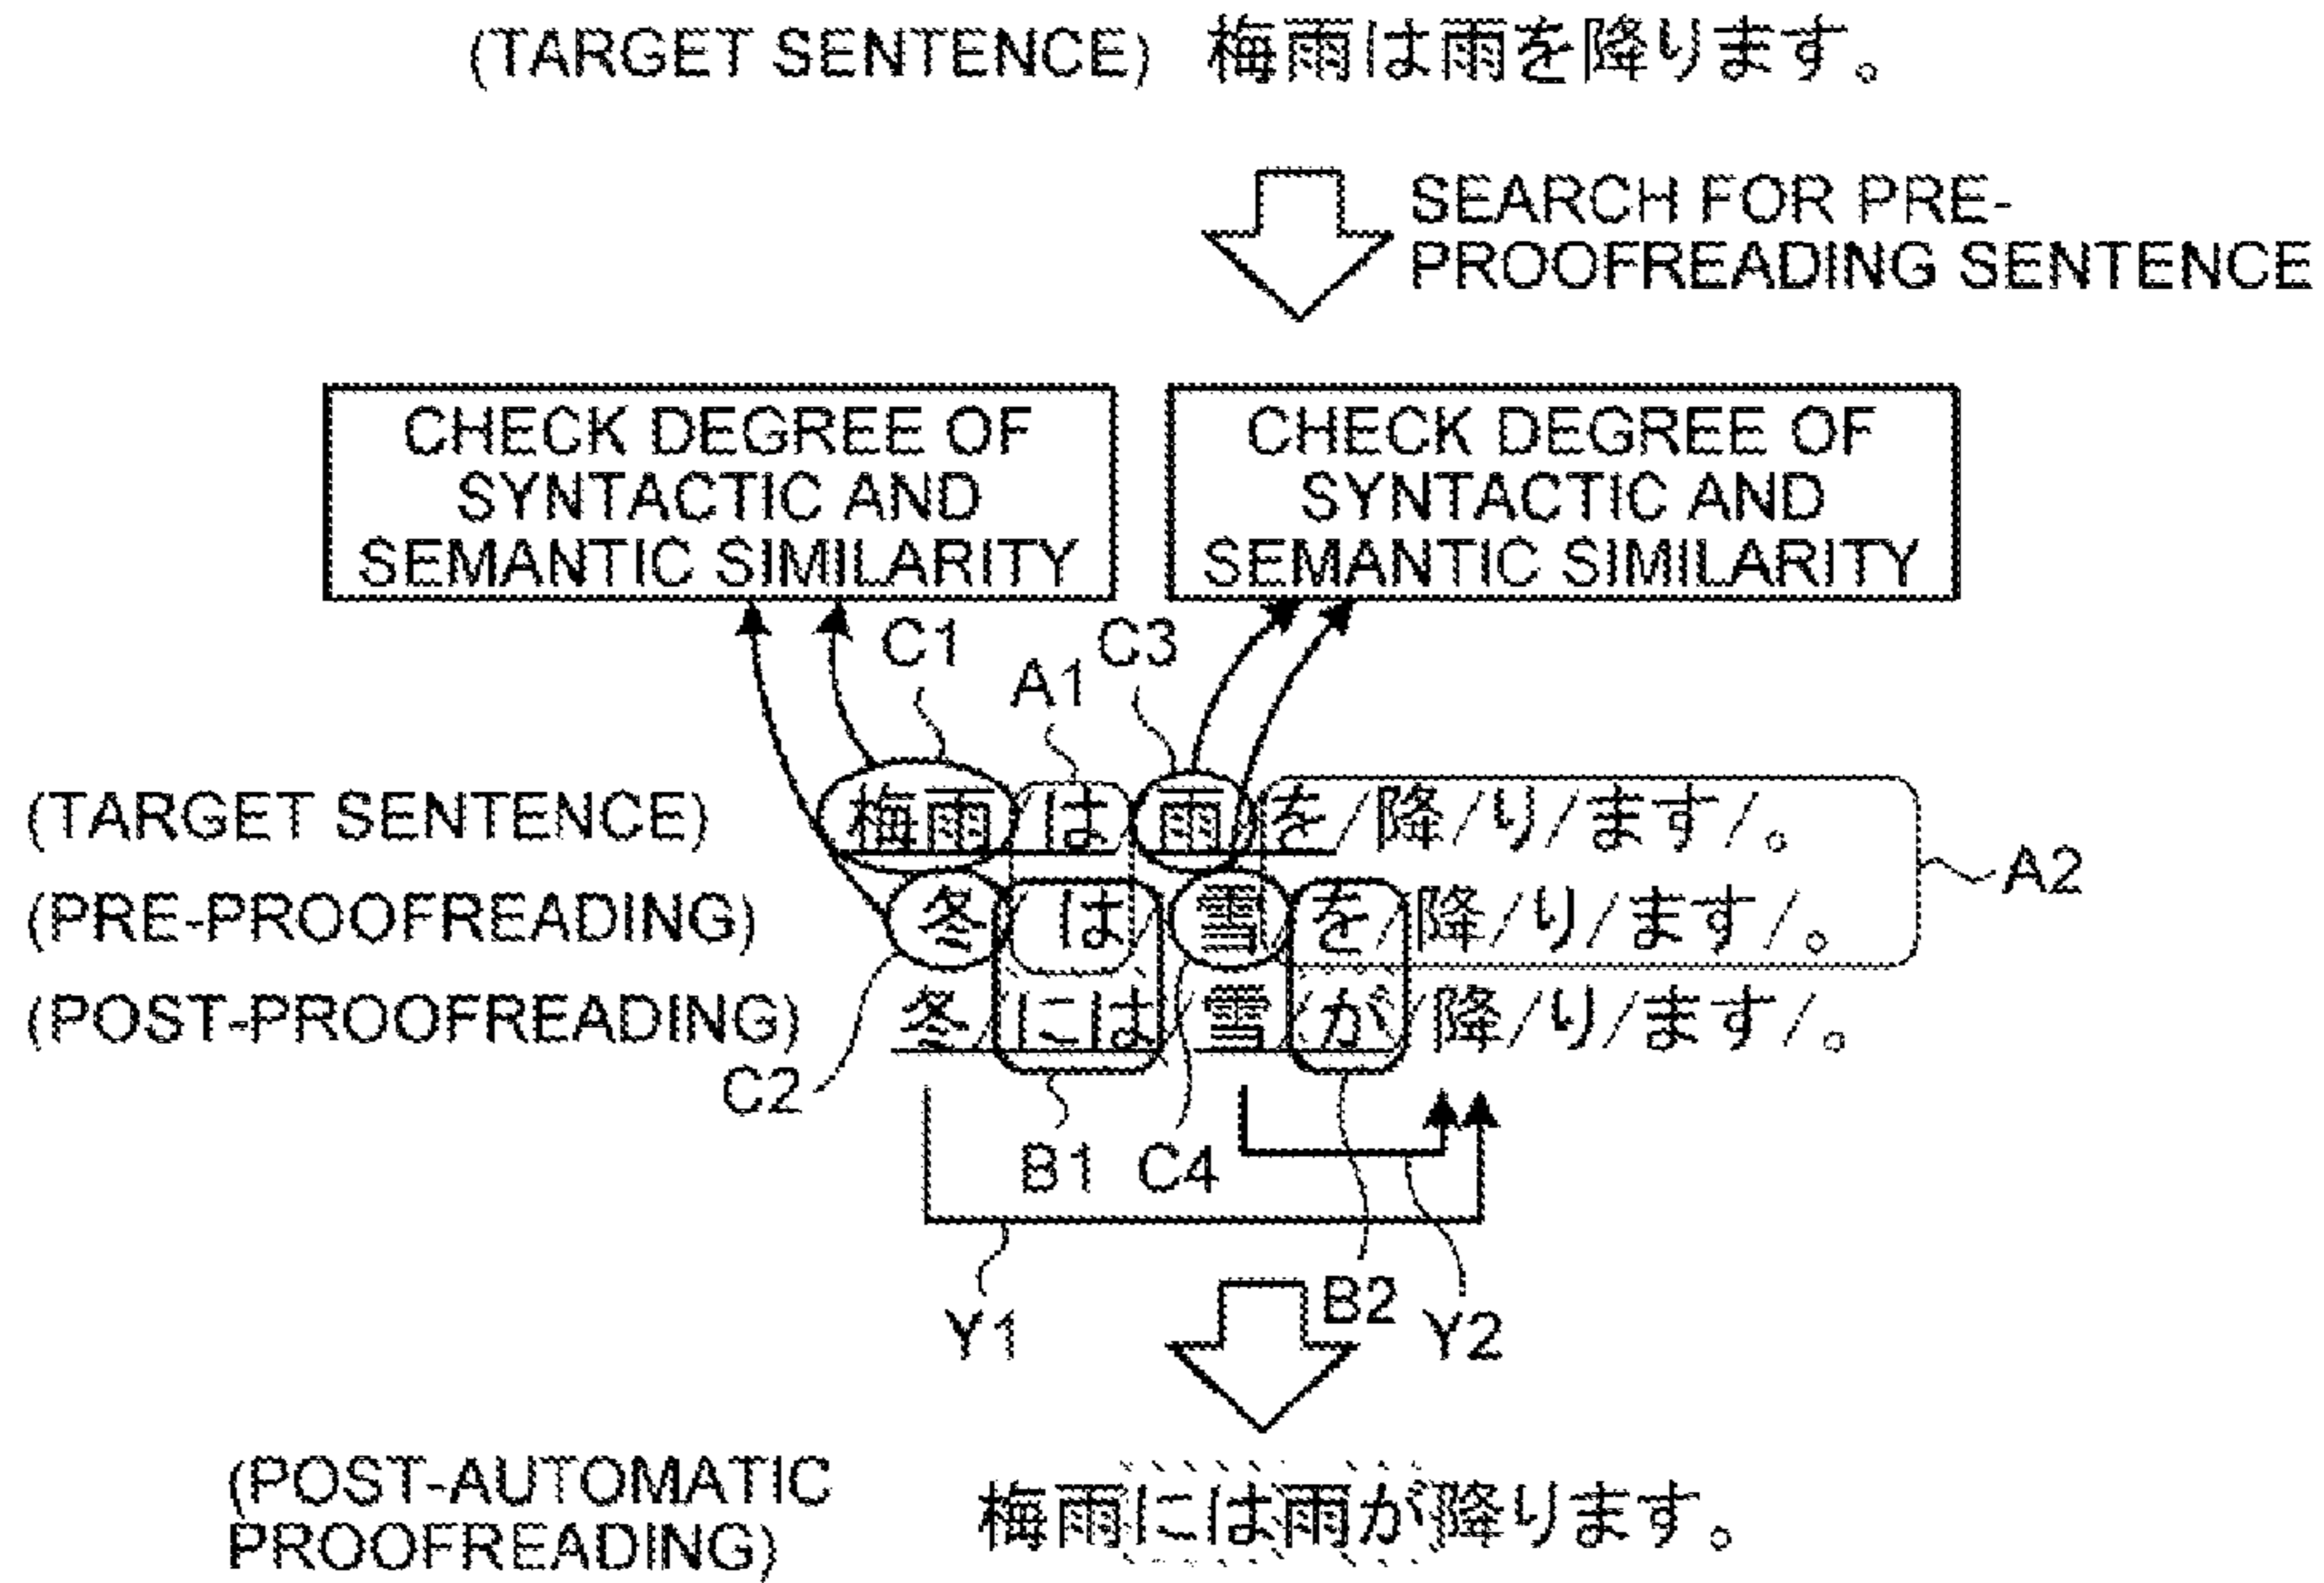 (TARGET SENTENCE) 梅雨は雨を降ります。
SEARCH FOR PRE-
PROOFREADING SENTENCE
CHECK DEGREE OF
SYNTACTIC AND
SEMANTIC SIMILARITY
CHECK DEGREE OF
SYNTACTIC AND
SEMANTIC SIMILARITY
C1
A1
C3
(TARGET SENTENCE) 梅雨/は/雨/を/降/り/ます/。
A2
(PRE-PROOFREADING) 冬/は/雪/を/降/り/ます/。
(POST-PROOFREADING) 冬/には/雪/が/降/り/ます/。
C2
B1
C4
B2
Y1
Y2
(POST-AUTOMATIC
PROOFREADING)
梅雨には雨が降ります。